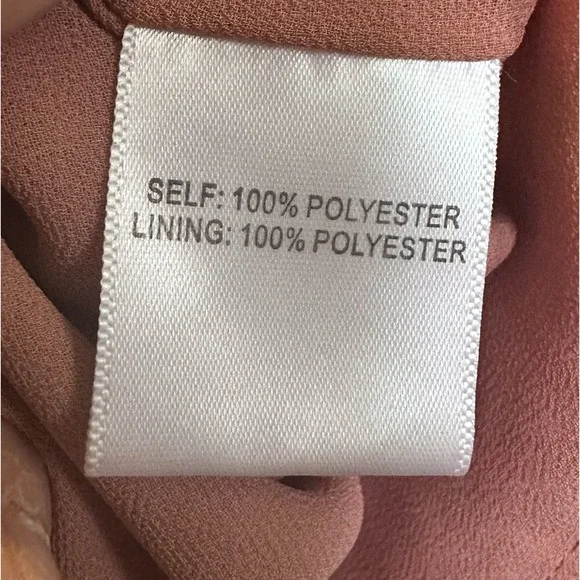 SELF: 100% POLYESTER
LINING: 100% POLYESTER